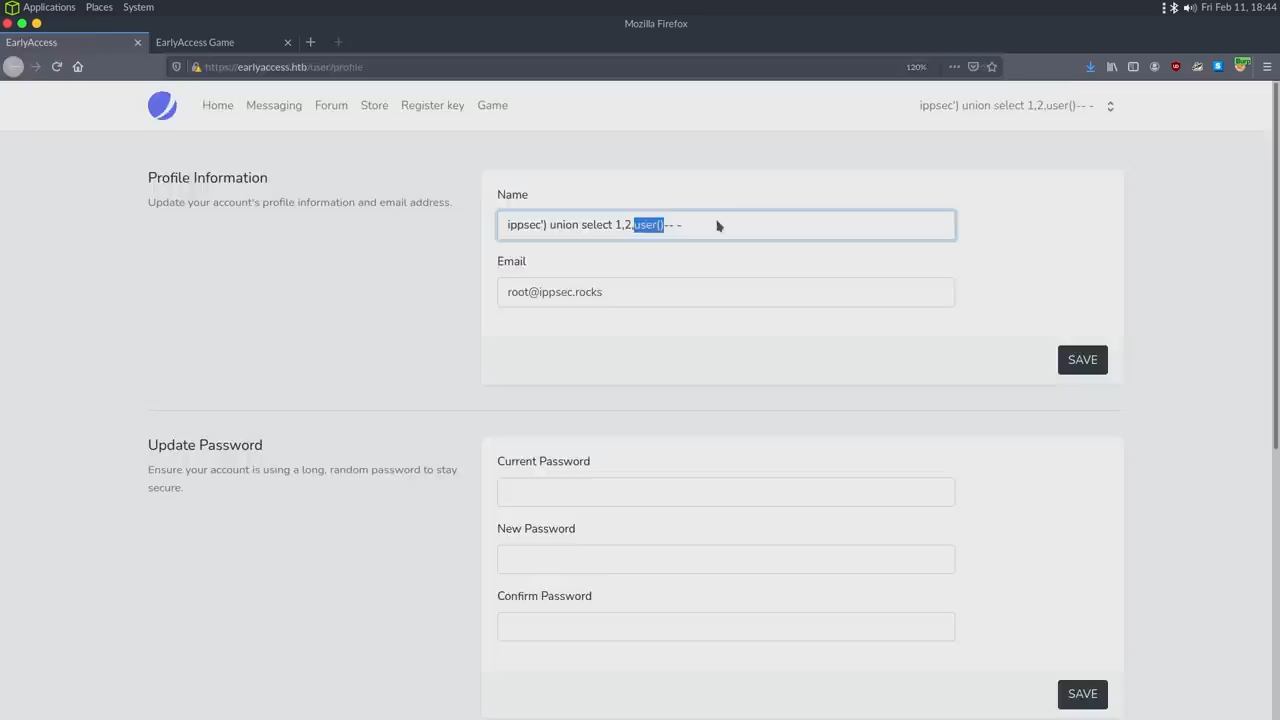 Applications Places System Fri Feb 11, 18:44
Mozilla Firefox
EarlyAccess EarlyAccess Game
https://earlyaccess.htb/user/profile 120%
Home Messaging Forum Store Register key Game ippsec') union select 1,2,user()-- -
Profile Information
Update your account's profile information and email address.
Name
ippsec') union select 1,2,user()-- -
Email
root@ippsec.rocks
SAVE
Update Password
Ensure your account is using a long, random password to stay
secure.
Current Password
New Password
Confirm Password
SAVE